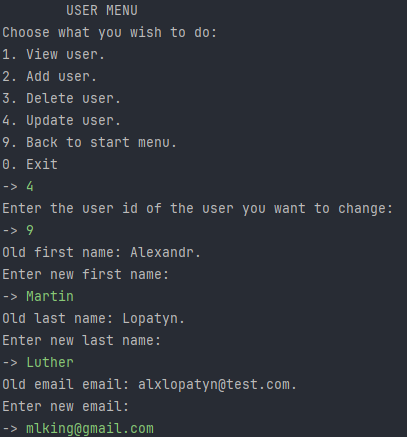 USER MENU
Choose what you wish to do:
1. View user.
2. Add user.
3. Delete user.
4. Update user.
9. Back to start menu.
0. Exit
-> 4
Enter the user id of the user you want to change:
-> 9
Old first name: Alexandr.
Enter new first name:
-> Martin
Old last name: Lopatyn.
Enter new last name:
-> Luther
Old email email: alxlopatyn@test.com.
Enter new email:
-> mlking@gmail.com